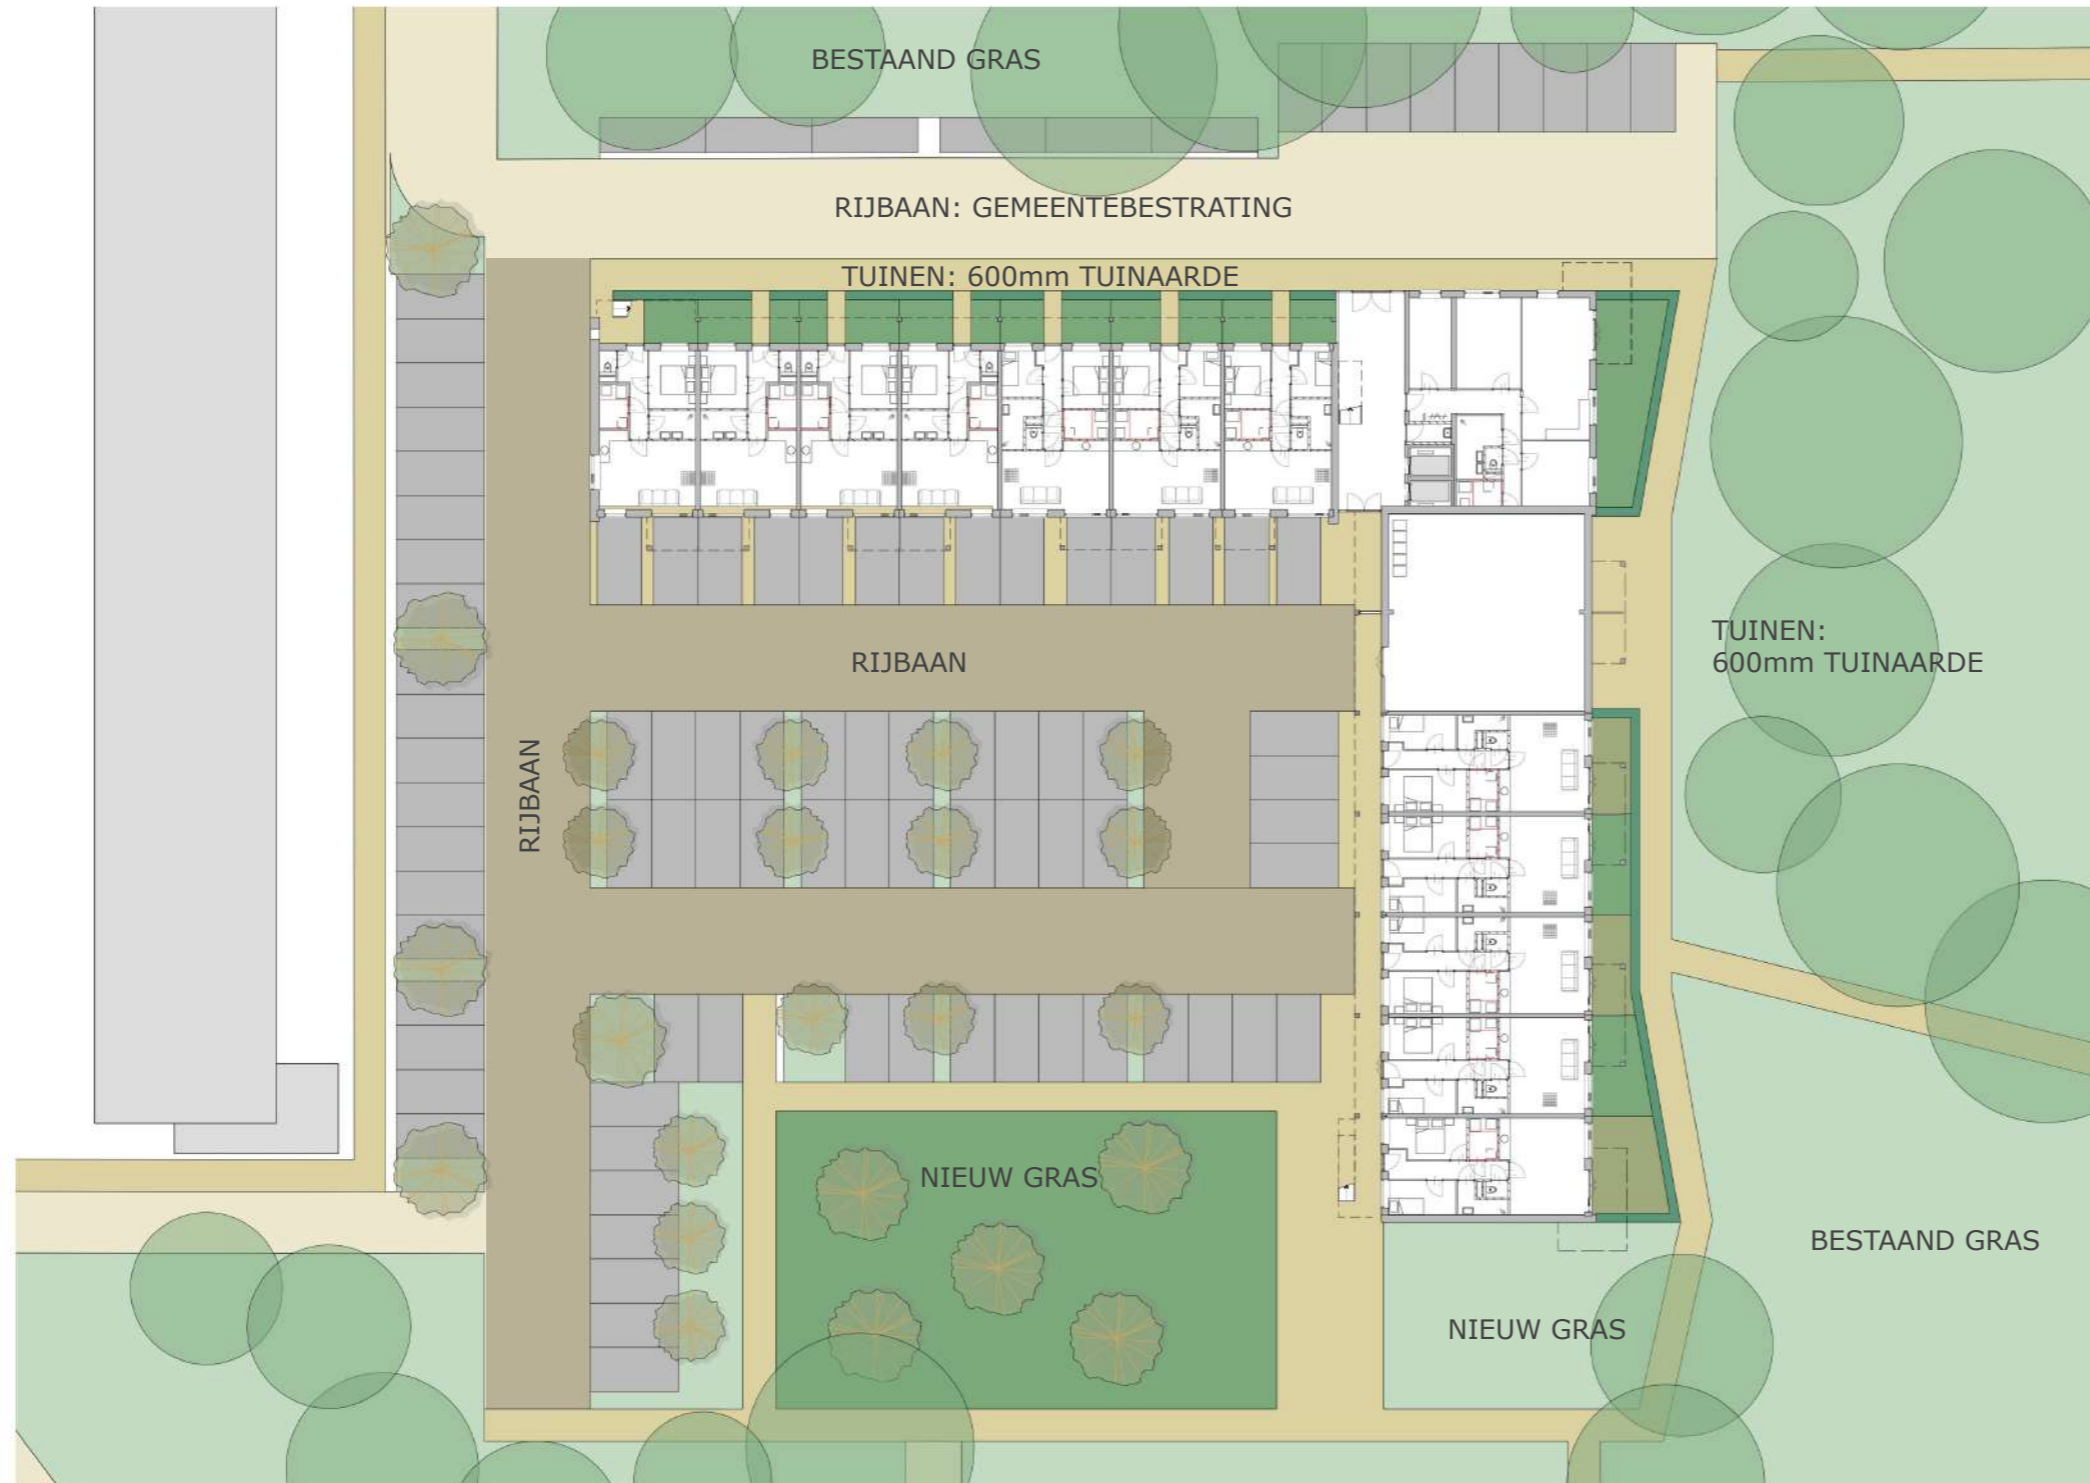 BESTAAND GRAS
RIJBAAN: GEMEENTEBESTRATING
TUINEN: 600mm TUINAARDE
RIJBAAN
TUINEN:
600mm TUINAARDE
RIJBAAN
NIEUW GRAS
BESTAAND GRAS
NIEUW GRAS